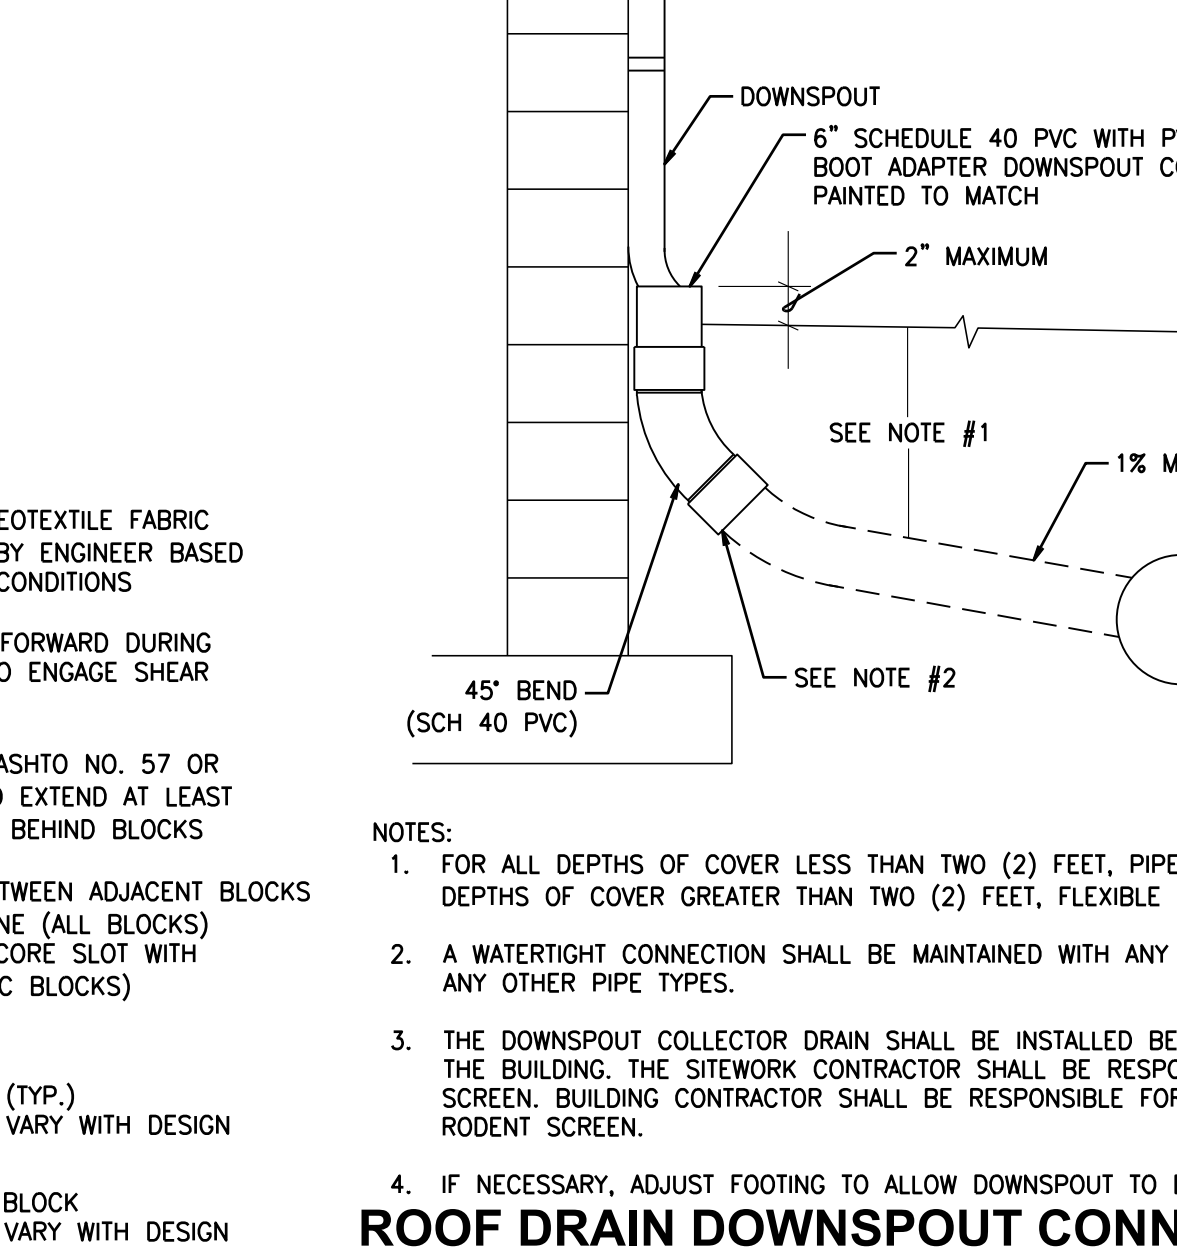 DOWNSPOUT
6" SCHEDULE 40 PVC WITH
BOOT ADAPTER DOWNSPOUT
PAINTED TO MATCH
2" MAXIMUM
SEE NOTE #1
1%
SEE NOTE #2
45° BEND
(SCH 40 PVC)
EOTEXTILE FABRIC
BY ENGINEER BASED
CONDITIONS
FORWARD DURING
O ENGAGE SHEAR
ASHTO NO. 57 OR
EXTEND AT LEAST
BEHIND BLOCKS
TWEEN ADJACENT BLOCKS
NE (ALL BLOCKS)
CORE SLOT WITH
C BLOCKS)
(TYP.)
VARY WITH DESIGN
BLOCK
VARY WITH DESIGN
NOTES:
1. FOR ALL DEPTHS OF COVER LESS THAN TWO (2) FEET, PIPE
DEPTHS OF COVER GREATER THAN TWO (2) FEET, FLEXIBLE
2. A WATERTIGHT CONNECTION SHALL BE MAINTAINED WITH ANY
ANY OTHER PIPE TYPES.
3. THE DOWNSPOUT COLLECTOR DRAIN SHALL BE INSTALLED BE
THE BUILDING. THE SITEWORK CONTRACTOR SHALL BE RESPO
SCREEN. BUILDING CONTRACTOR SHALL BE RESPONSIBLE FOR
RODENT SCREEN.
4. IF NECESSARY, ADJUST FOOTING TO ALLOW DOWNSPOUT TO
ROOF DRAIN DOWNSPOUT CONN